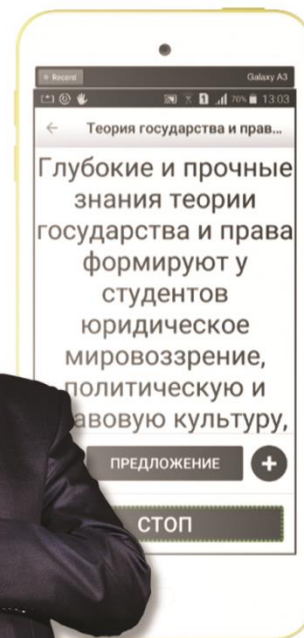 Recent Galaxy A3
70% 13:03
← Теория государства и прав...
Глубокие и прочные
знания теории
государства и права
формируют у
студентов
юридическое
мировоззрение,
политическую и
авовую культуру,
ПРЕДЛОЖЕНИЕ +
СТОП